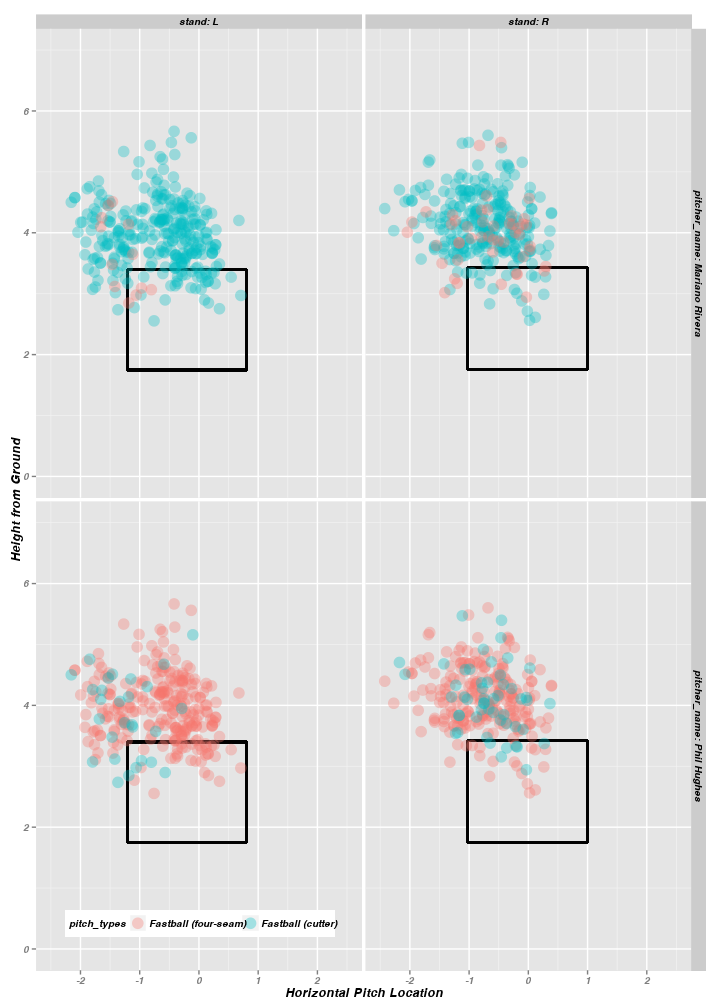 stand: L
stand: R
6
4
2
0
pitcher_name: Mariano Rivera
Height from Ground
6
4
2
0
pitcher_name: Phil Hughes
pitch_types Fastball (four-seam) Fastball (cutter)
-2 -1 0 1 2
-2 -1 0 1 2
Horizontal Pitch Location